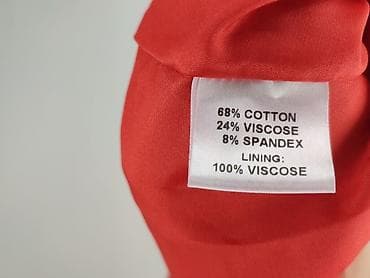 68% COTTON
24% VISCOSE
8% SPANDEX
LINING:
100% VISCOSE